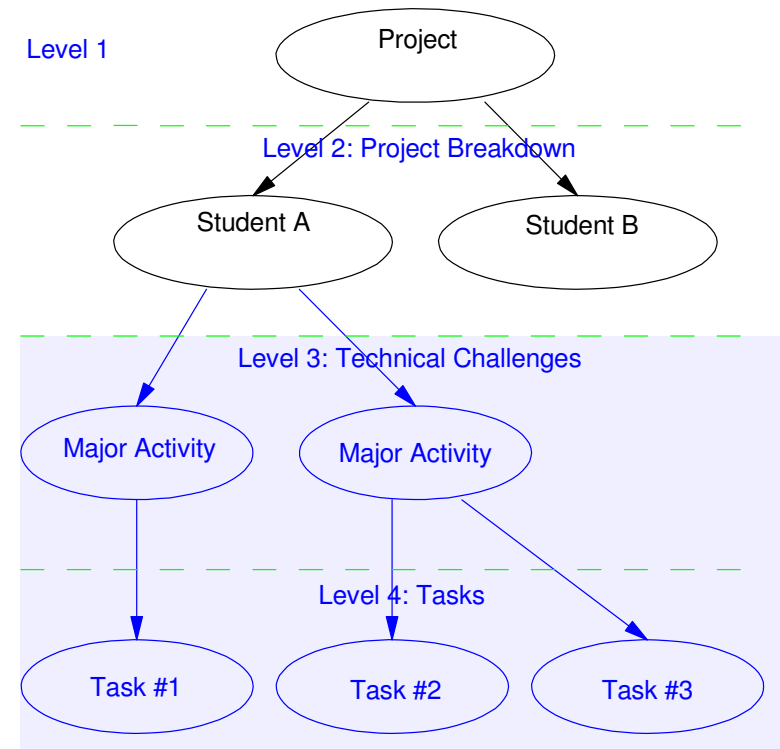 Project
Level 1
Level 2: Project Breakdown
Student A
Student B
Level 3: Technical Challenges
Major Activity
Major Activity
Level 4: Tasks
Task #1
Task #2
Task #3